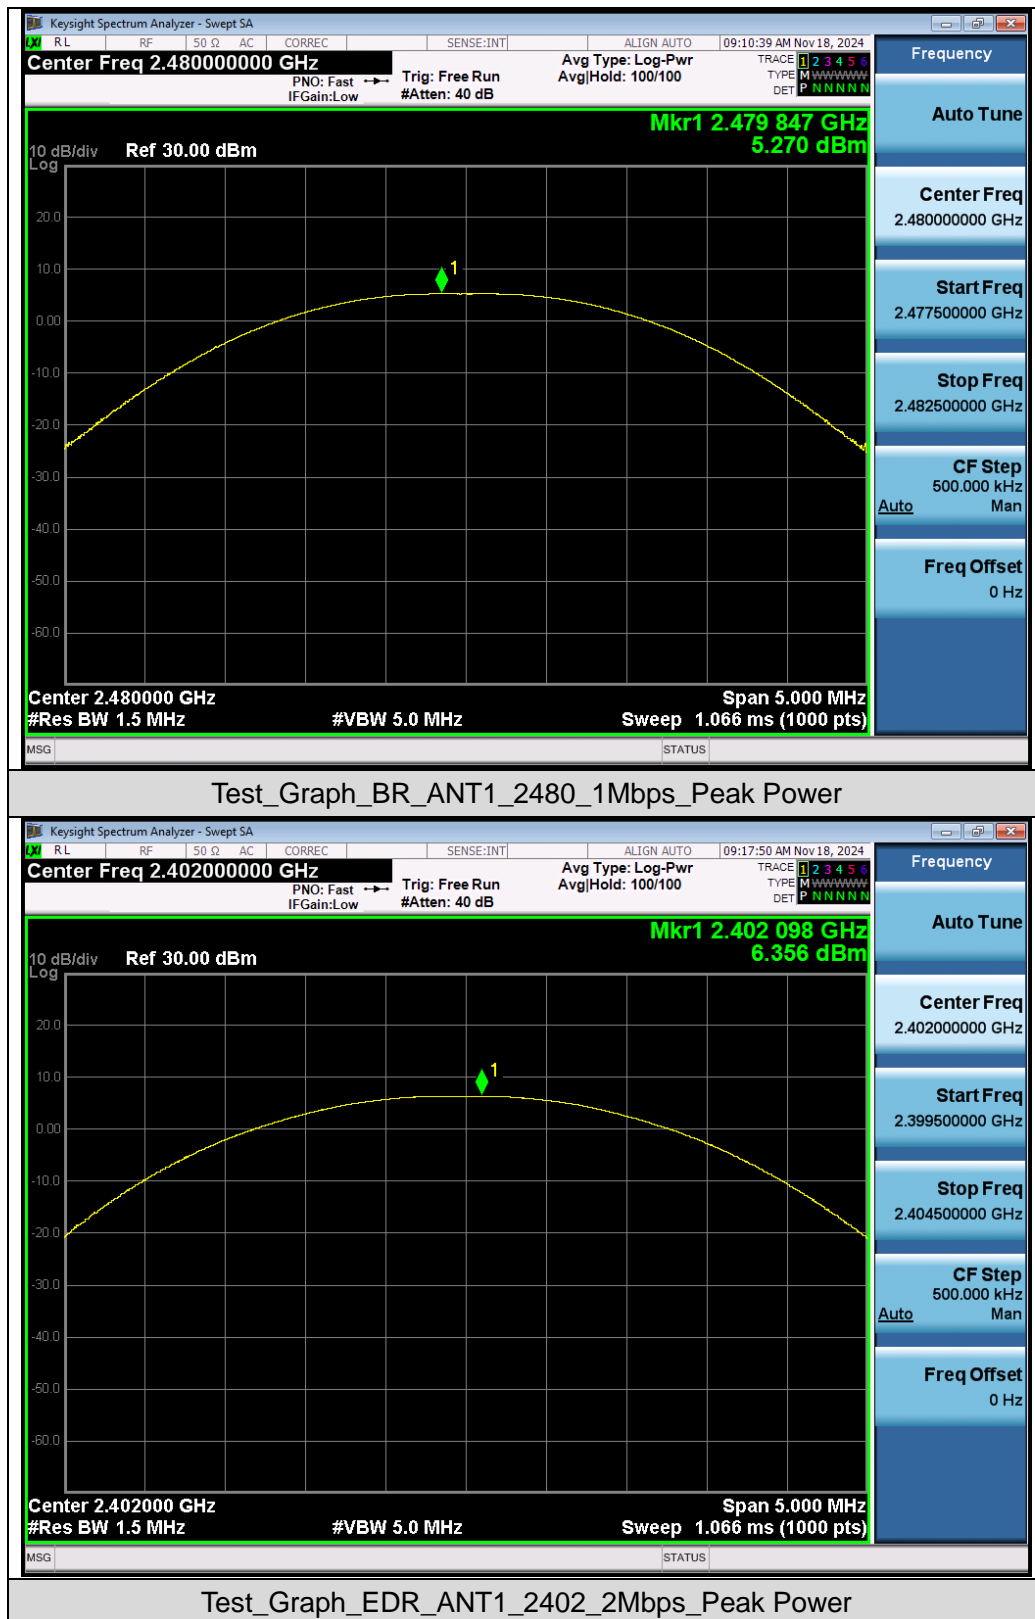 Keysight Spectrum Analyzer - Swept SA
LXI RL RF 50 Ω AC CORREC SENSE:INT ALIGN AUTO 09:10:39 AM Nov 18, 2024
Center Freq 2.480000000 GHz
PNO: Fast
IFGain:Low
Trig: Free Run
#Atten: 40 dB
Avg Type: Log-Pwr
Avg|Hold: 100/100
TRACE 1 2 3 4 5 6
TYPE M WWWWW
DET P N N N N N
Mkr1 2.479 847 GHz
5.270 dBm
10 dB/div Ref 30.00 dBm
Log
20.0
10.0
1
0.00
-10.0
-20.0
-30.0
-40.0
-50.0
-60.0
Center 2.480000 GHz Span 5.000 MHz
#Res BW 1.5 MHz #VBW 5.0 MHz Sweep 1.066 ms (1000 pts)
MSG STATUS
Frequency
Auto Tune
Center Freq
2.480000000 GHz
Start Freq
2.477500000 GHz
Stop Freq
2.482500000 GHz
CF Step
500.000 kHz
Auto Man
Freq Offset
0 Hz
Test_Graph_BR_ANT1_2480_1Mbps_Peak Power
Keysight Spectrum Analyzer - Swept SA
LXI RL RF 50 Ω AC CORREC SENSE:INT ALIGN AUTO 09:17:50 AM Nov 18, 2024
Center Freq 2.402000000 GHz
PNO: Fast
IFGain:Low
Trig: Free Run
#Atten: 40 dB
Avg Type: Log-Pwr
Avg|Hold: 100/100
TRACE 1 2 3 4 5 6
TYPE M WWWWW
DET P N N N N N
Mkr1 2.402 098 GHz
6.356 dBm
10 dB/div Ref 30.00 dBm
Log
20.0
10.0
1
0.00
-10.0
-20.0
-30.0
-40.0
-50.0
-60.0
Center 2.402000 GHz Span 5.000 MHz
#Res BW 1.5 MHz #VBW 5.0 MHz Sweep 1.066 ms (1000 pts)
MSG STATUS
Frequency
Auto Tune
Center Freq
2.402000000 GHz
Start Freq
2.399500000 GHz
Stop Freq
2.404500000 GHz
CF Step
500.000 kHz
Auto Man
Freq Offset
0 Hz
Test_Graph_EDR_ANT1_2402_2Mbps_Peak Power